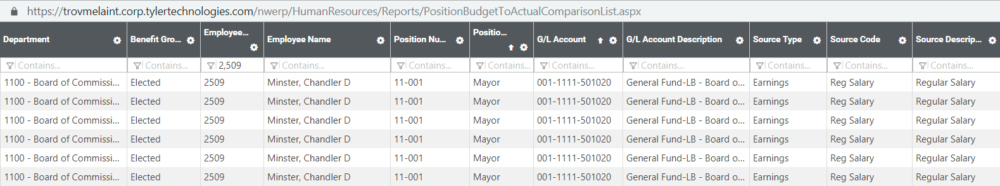 https://trovmelaint.corp.tylertechnologies.com/nwerp/HumanResources/Reports/PositionBudgetToActualComparisonList.aspx
Department Benefit Gro... Employee... Employee Name Position Nu... Positio... G/L Account G/L Account Description Source Type Source Code Source Descrip...
Contains... Contains... 2,509 Contains... Contains... Contains... Contains... Contains... Contains... Contains... Contains...
1100 - Board of Commissi... Elected 2509 Minster, Chandler D 11-001 Mayor 001-1111-501020 General Fund-LB - Board o... Earnings Reg Salary Regular Salary
1100 - Board of Commissi... Elected 2509 Minster, Chandler D 11-001 Mayor 001-1111-501020 General Fund-LB - Board o... Earnings Reg Salary Regular Salary
1100 - Board of Commissi... Elected 2509 Minster, Chandler D 11-001 Mayor 001-1111-501020 General Fund-LB - Board o... Earnings Reg Salary Regular Salary
1100 - Board of Commissi... Elected 2509 Minster, Chandler D 11-001 Mayor 001-1111-501020 General Fund-LB - Board o... Earnings Reg Salary Regular Salary
1100 - Board of Commissi... Elected 2509 Minster, Chandler D 11-001 Mayor 001-1111-501020 General Fund-LB - Board o... Earnings Reg Salary Regular Salary
1100 - Board of Commissi... Elected 2509 Minster, Chandler D 11-001 Mayor 001-1111-501020 General Fund-LB - Board o... Earnings Reg Salary Regular Salary